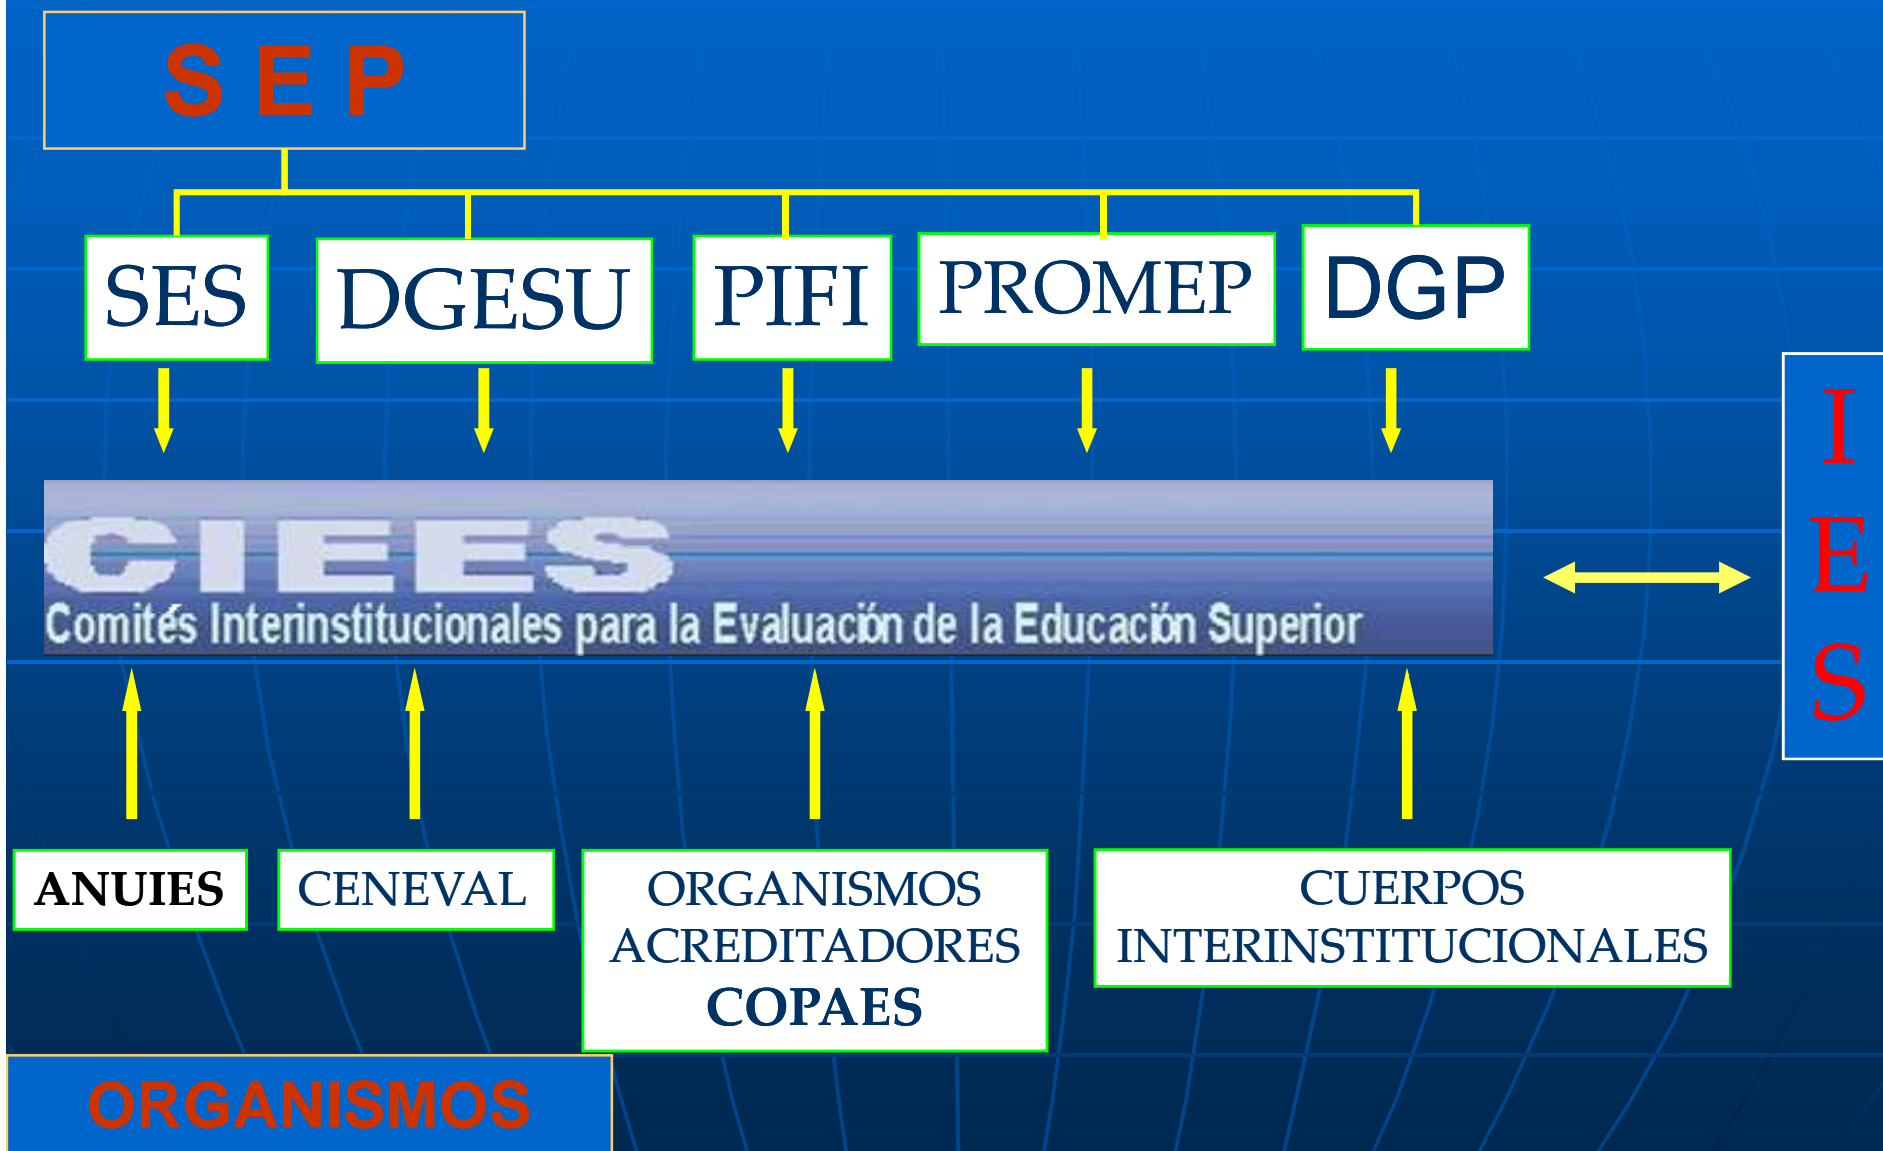 S E P
SES
DGESU
PIFI
PROMEP
DGP
CIEES
Comités Interinstitucionales para la Evaluación de la Educación Superior
I
E
S
ANUIES
CENEVAL
ORGANISMOS
ACREDITADORES
COPAES
CUERPOS
INTERINSTITUCIONALES
ORGANISMOS